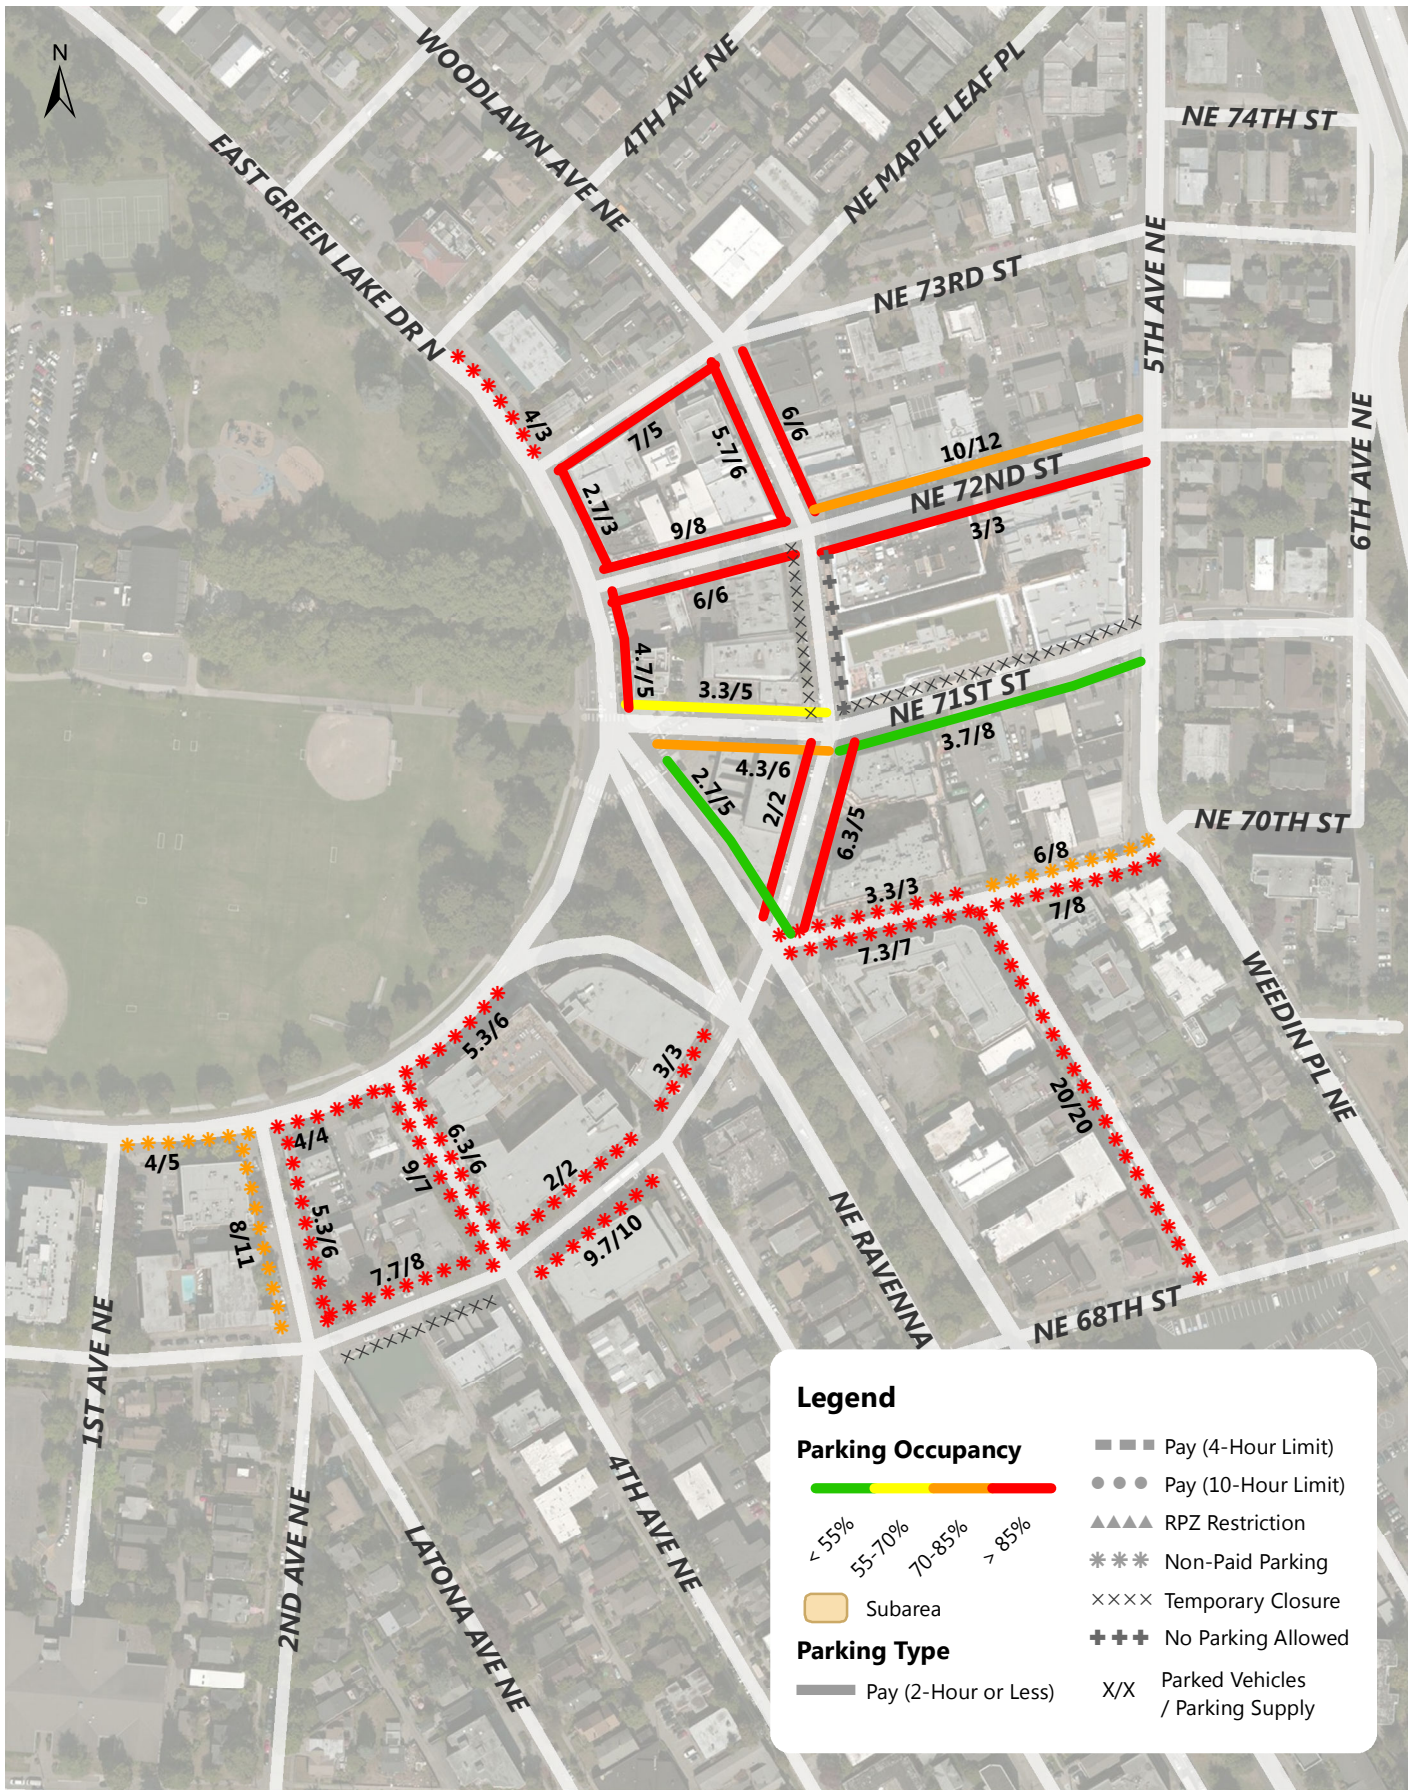 N
WOODLAWN AVE NE
4TH AVE NE
NE MAPLE LEAF PL
NE 74TH ST
EAST GREEN LAKE DR N
NE 73RD ST
5TH AVE NE
6TH AVE NE
4/3
7/5
5.7/6
6/6
10/12
NE 72ND ST
2.7/3
9/8
3/3
6/6
4.7/5
3.3/5
NE 71ST ST
3.7/8
4.3/6
2.7/5
2/2
6.3/5
NE 70TH ST
6/8
3.3/3
7/8
7.3/7
WEEDIN PL NE
5.3/6
3/3
20/20
4/4
6.3/6
9/7
4/5
2/2
5.3/6
8/11
9.7/10
7.7/8
NE RAVENNA
NE 68TH ST
1ST AVE NE
2ND AVE NE
LATONA AVE NE
4TH AVE NE
Legend
Parking Occupancy
< 55%
55-70%
70-85%
> 85%
Subarea
Parking Type
Pay (2-Hour or Less)
Pay (4-Hour Limit)
Pay (10-Hour Limit)
RPZ Restriction
Non-Paid Parking
Temporary Closure
No Parking Allowed
X/X Parked Vehicles
/ Parking Supply